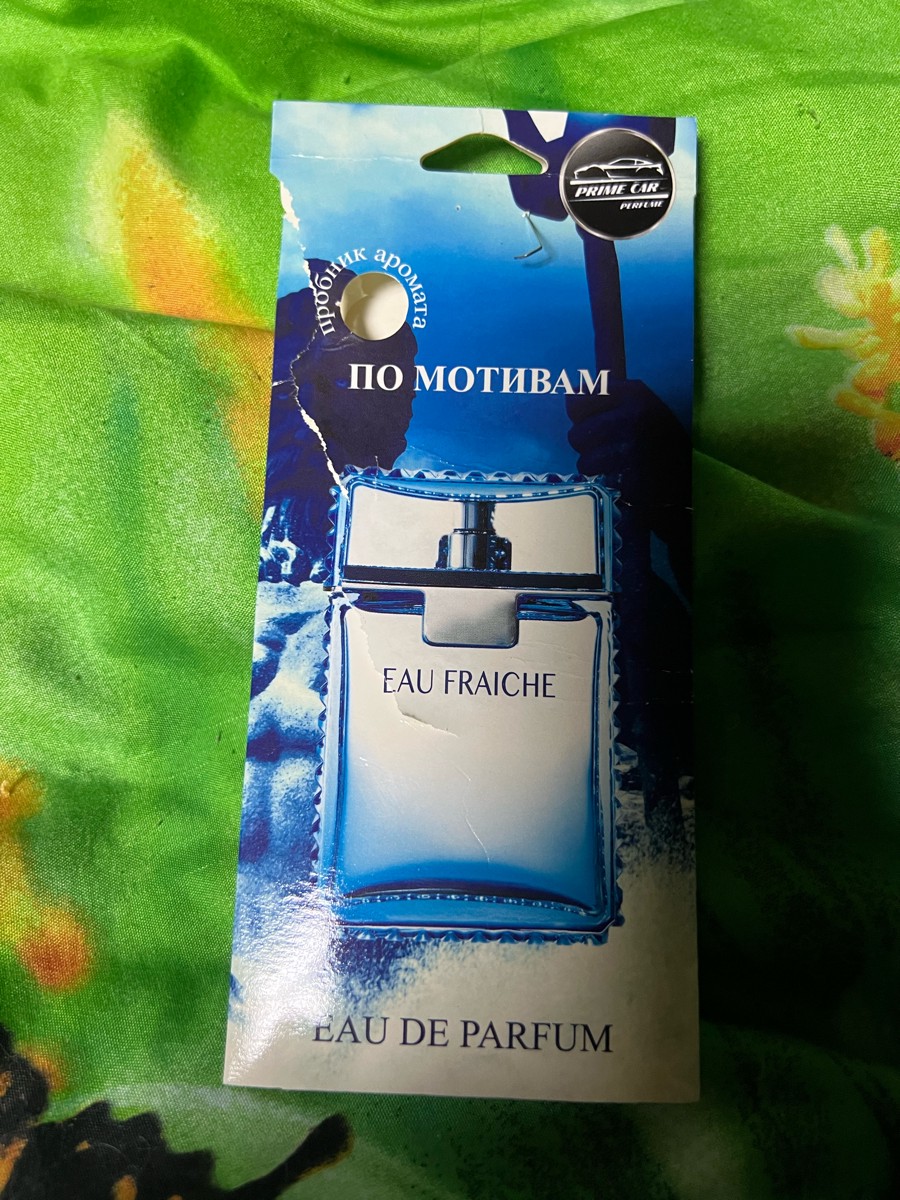 PRIME CAR
PERFUME
пробник аромата
ПО МОТИВАМ
EAU FRAICHE
EAU DE PARFUM